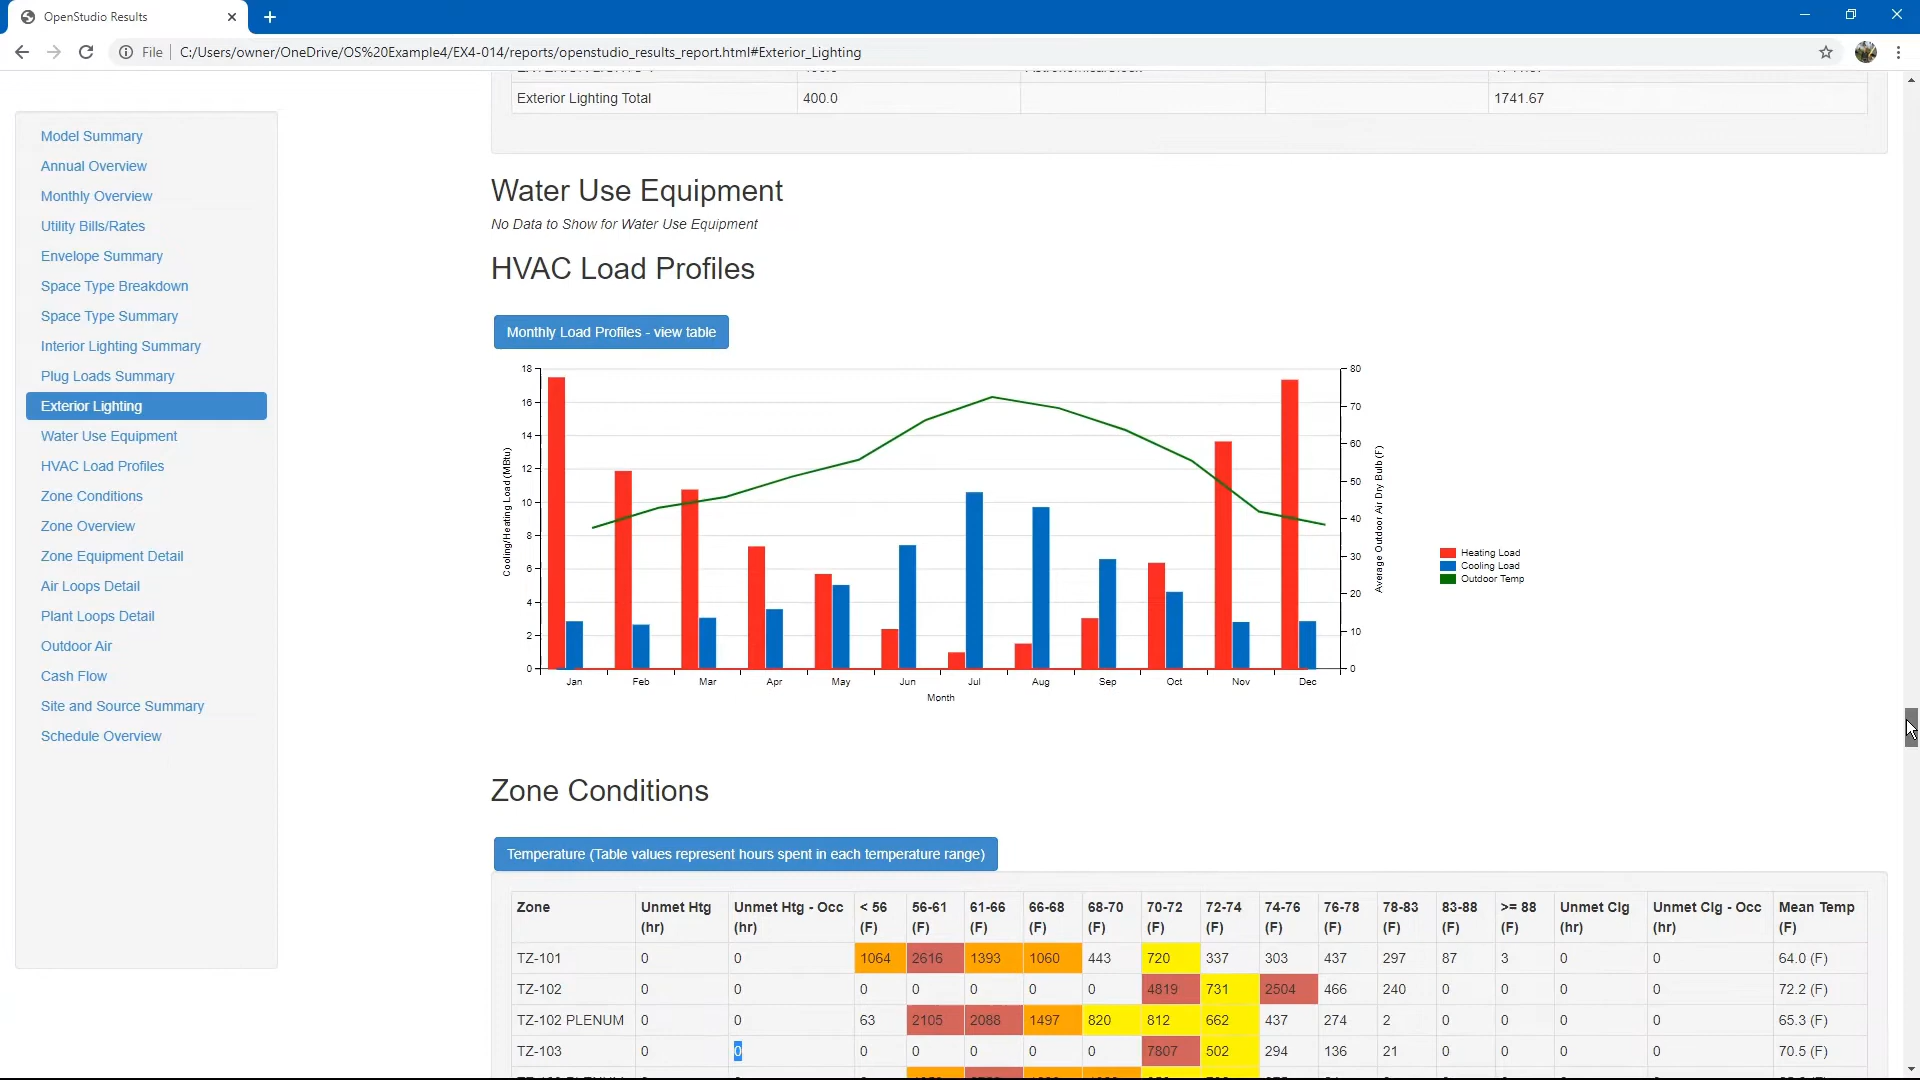 OpenStudio Results
File C:/Users/owner/OneDrive/OS%20Example4/EX4-014/reports/openstudio_results_report.html#Exterior_Lighting
Model Summary
Annual Overview
Monthly Overview
Utility Bills/Rates
Envelope Summary
Space Type Breakdown
Space Type Summary
Interior Lighting Summary
Plug Loads Summary
Exterior Lighting
Water Use Equipment
HVAC Load Profiles
Zone Conditions
Zone Overview
Zone Equipment Detail
Air Loops Detail
Plant Loops Detail
Outdoor Air
Cash Flow
Site and Source Summary
Schedule Overview
Exterior Lighting Total 400.0 1741.67
Water Use Equipment
No Data to Show for Water Use Equipment
HVAC Load Profiles
Monthly Load Profiles - view table
Cooling/Heating Load (MBtu)
18
16
14
12
10
8
6
4
2
0
80
70
60
50
40
30
20
10
0
Average Outdoor Air Dry Bulb (F)
Jan Feb Mar Apr May Jun Jul Aug Sep Oct Nov Dec
Month
Heating Load
Cooling Load
Outdoor Temp
Zone Conditions
Temperature (Table values represent hours spent in each temperature range)
Zone Unmet Htg Unmet Htg - Occ < 56 56-61 61-66 66-68 68-70 70-72 72-74 74-76 76-78 78-83 83-88 >= 88 Unmet Clg Unmet Clg - Occ Mean Temp
(hr) (hr) (F) (F) (F) (F) (F) (F) (F) (F) (F) (F) (F) (F) (hr) (hr) (F)
TZ-101 0 0 1064 2616 1393 1060 443 720 337 303 437 297 87 3 0 0 64.0 (F)
TZ-102 0 0 0 0 0 0 0 4819 731 2504 466 240 0 0 0 0 72.2 (F)
TZ-102 PLENUM 0 0 63 2105 2088 1497 820 812 662 437 274 2 0 0 0 0 65.3 (F)
TZ-103 0 0 0 0 0 0 0 7807 502 294 136 21 0 0 0 0 70.5 (F)